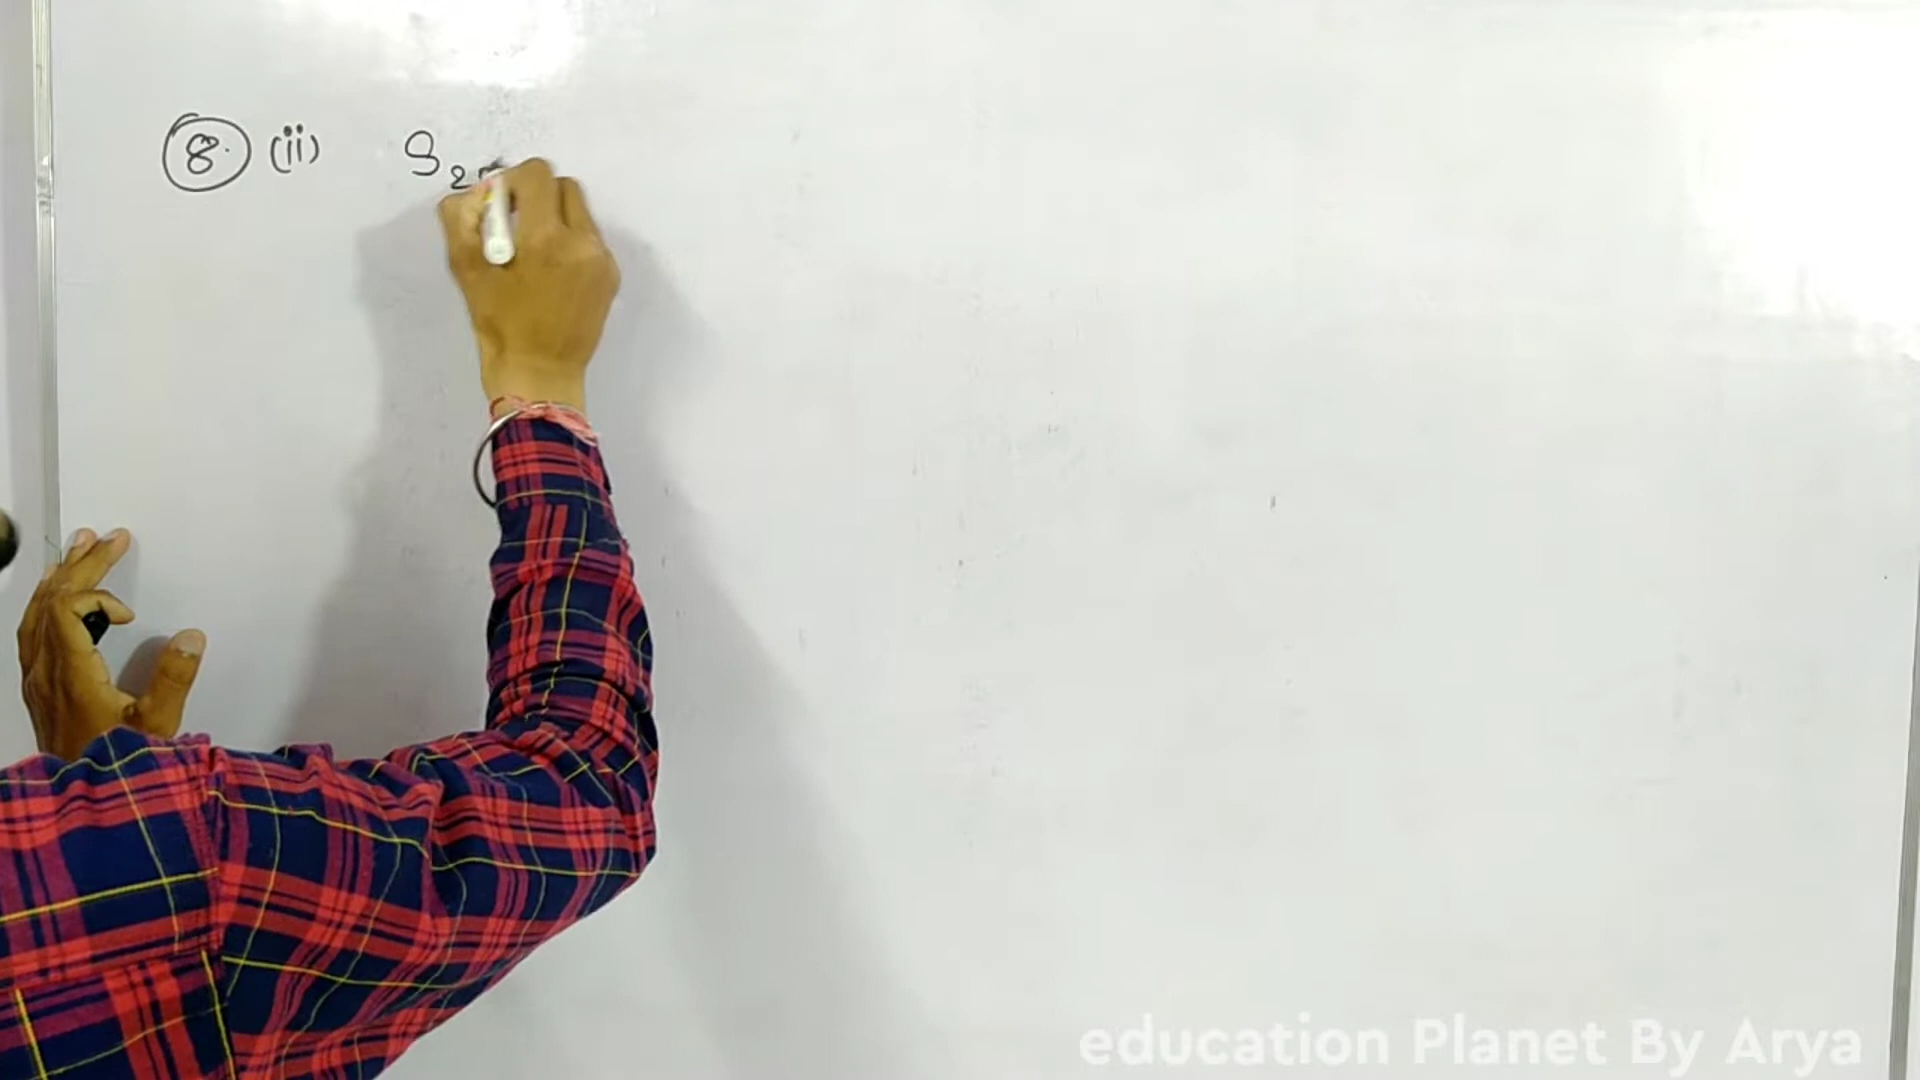 8. (ii) S₂
education Planet By Arya